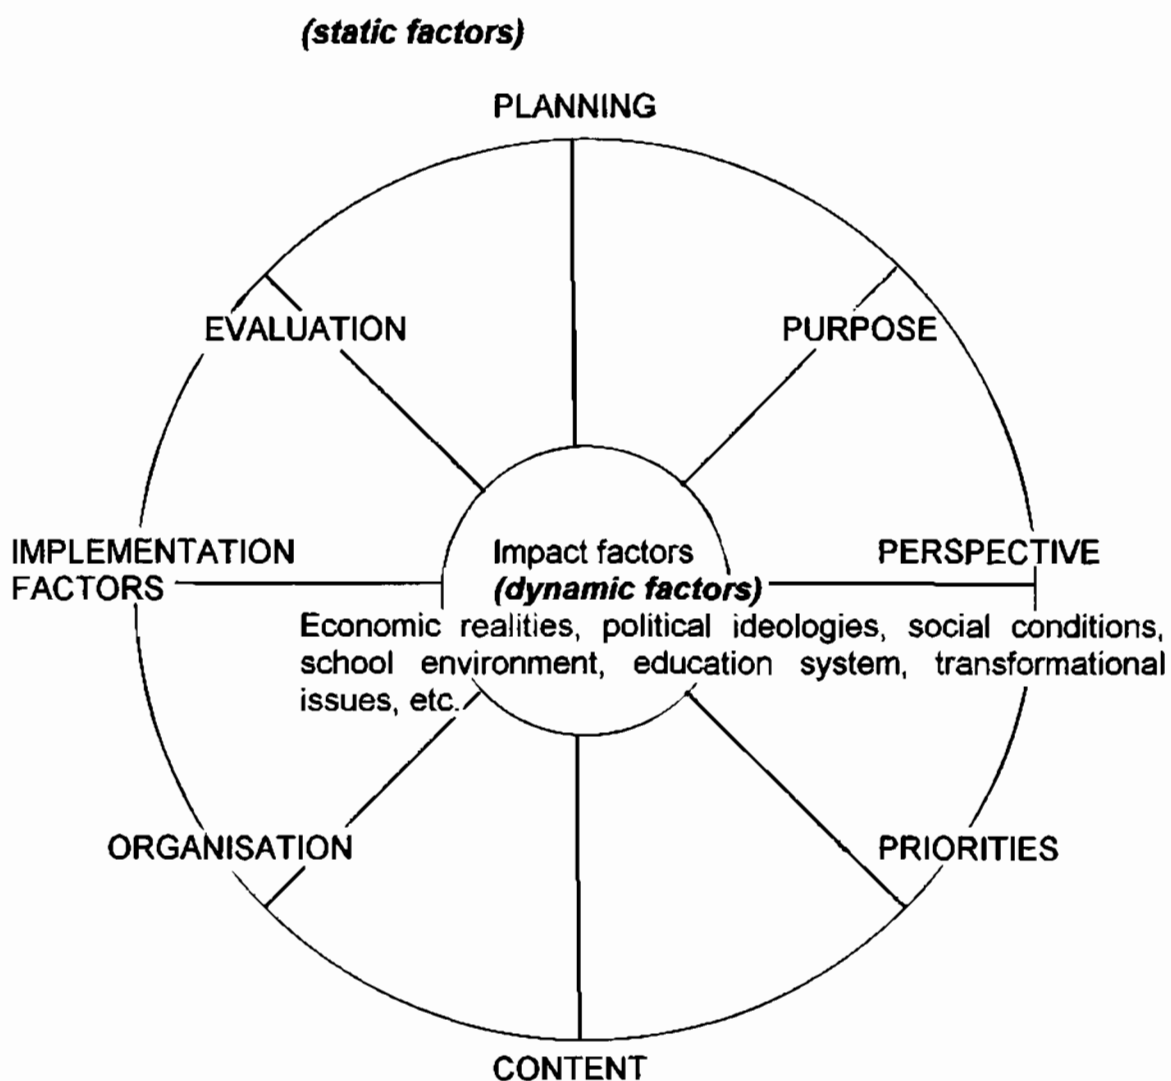 (static factors)
PLANNING
EVALUATION
PURPOSE
IMPLEMENTATION
FACTORS
Impact factors
(dynamic factors)
PERSPECTIVE
Economic realities, political ideologies, social conditions,
school environment, education system, transformational
issues, etc.
ORGANISATION
PRIORITIES
CONTENT